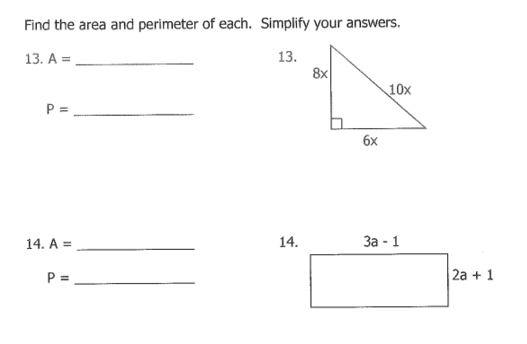 Find the area and perimeter of each. Simplify your answers.
13. A = ____________
P = ____________
13.
8x
10x
6x
14. A = ____________
P = ____________
14.
3a - 1
2a + 1